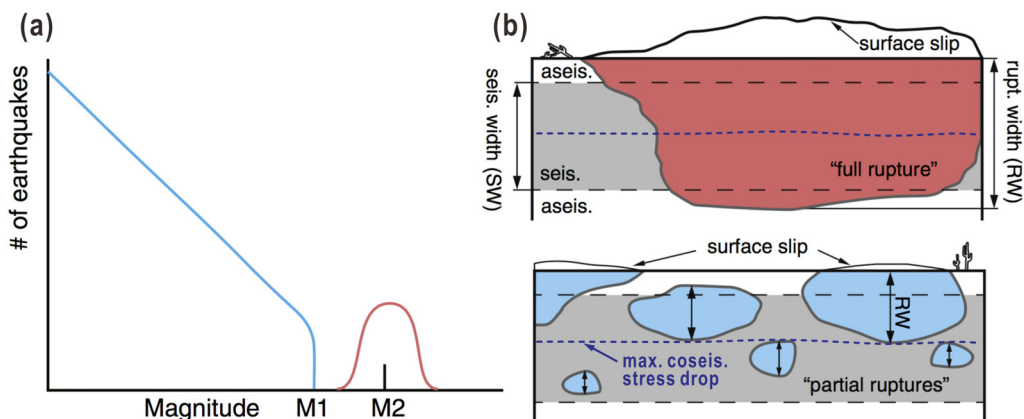 (a)
# of earthquakes
Magnitude
M1
M2
(b)
surface slip
aseis.
seis. width (SW)
seis.
aseis.
"full rupture"
rupt. width (RW)
surface slip
RW
max. coseis.
stress drop
"partial ruptures"